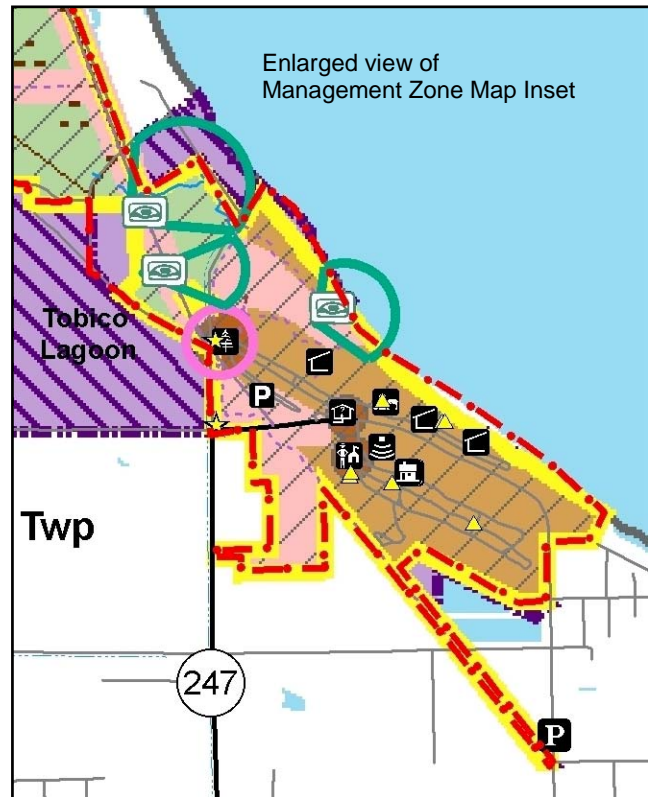 Enlarged view of
Management Zone Map Inset
Tobico
Lagoon
P
?
Twp
247
P